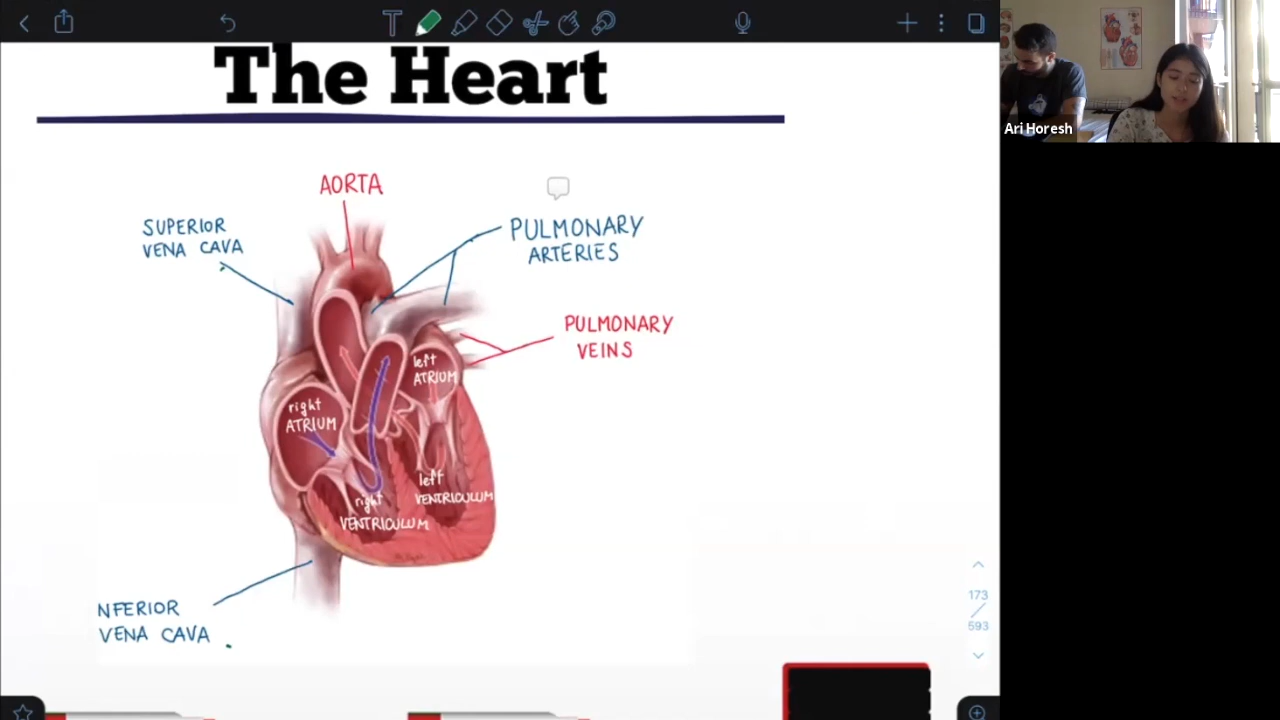 The Heart
AORTA
SUPERIOR
VENA CAVA
PULMONARY
ARTERIES
PULMONARY
VEINS
left
ATRIUM
right
ATRIUM
left
VENTRICULUM
right
VENTRICULUM
NFERIOR
VENA CAVA
173
593
Ari Horesh